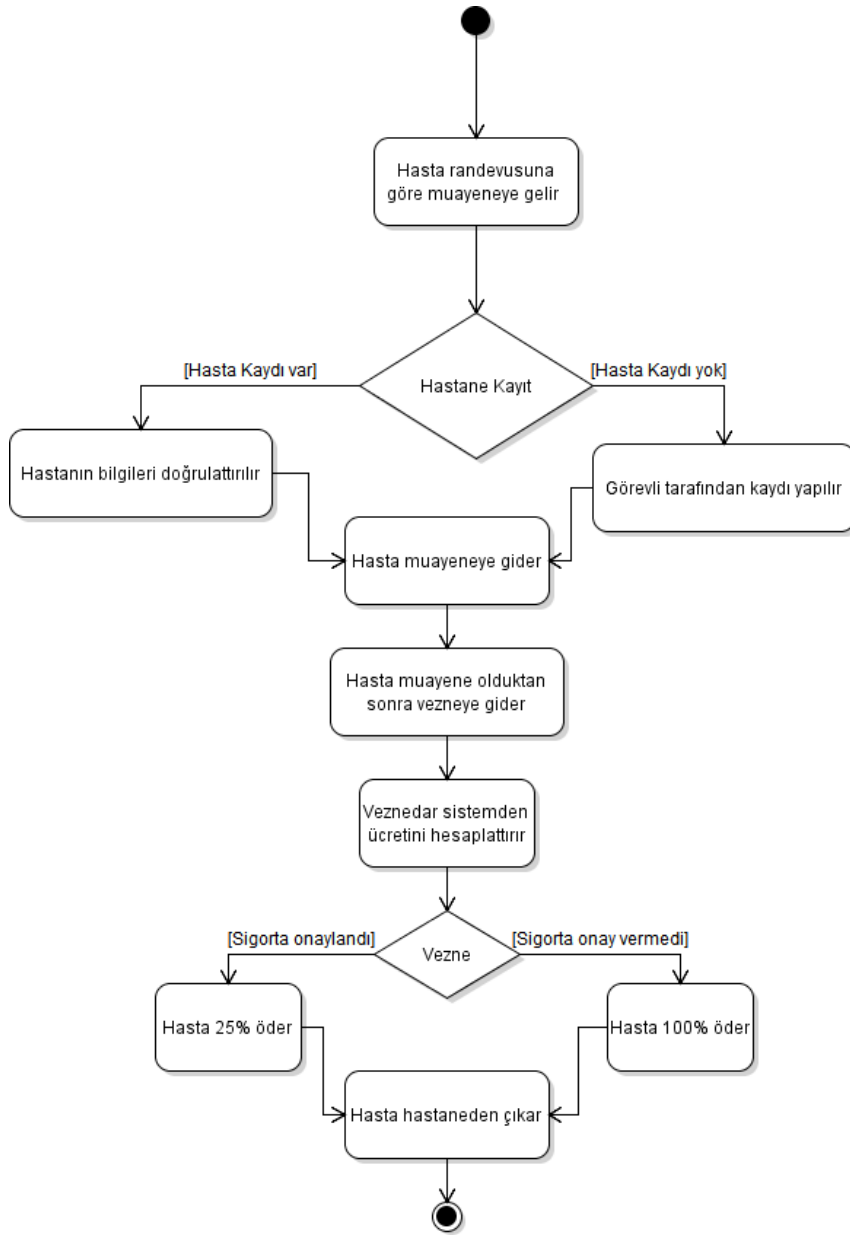 Hasta randevusuna
göre muayeneye gelir
[Hasta Kaydı var]
[Hasta Kaydı yok]
Hastane Kayıt
Hastanın bilgileri doğrulattırılır
Görevli tarafından kaydı yapılır
Hasta muayeneye gider
Hasta muayene olduktan
sonra vezneye gider
Veznedar sistemden
ücretini hesaplattırır
[Sigorta onaylandı]
[Sigorta onay vermedi]
Vezne
Hasta 25% öder
Hasta 100% öder
Hasta hastaneden çıkar